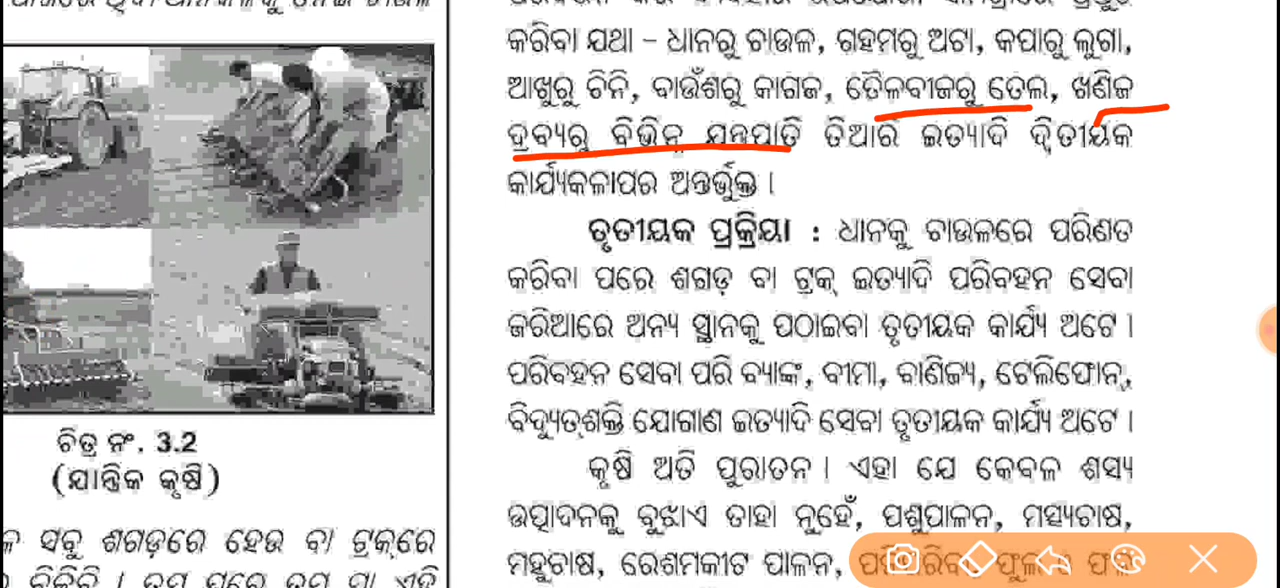 ଚିତ୍ର ନଂ. 3.2
(ଯାନ୍ତ୍ରିକ କୃଷି)
ସବୁ ଶଗଡ଼ରେ ହେଉ ବା ଟ୍ରକ୍‌ରେ
କରିବା ଯଥା – ଧାନରୁ ଚାଉଳ, ଗହମରୁ ଅଟା, କପାରୁ ଲୁଗା,
ଆଖୁରୁ ଚିନି, ବାଉଁଶରୁ କାଗଜ, ତୈଳବୀଜରୁ ତେଲ, ଖଣିଜ
ଦ୍ରବ୍ୟରୁ ବିଭିନ୍ନ ଯନ୍ତ୍ରପାତି ତିଆରି ଇତ୍ୟାଦି ଦ୍ୱିତୀୟକ
କାର୍ଯ୍ୟକଳାପର ଅନ୍ତର୍ଭୁକ୍ତ ।
ତୃତୀୟକ ପ୍ରକ୍ରିୟା : ଧାନକୁ ଚାଉଳରେ ପରିଣତ
କରିବା ପରେ ଶଗଡ଼ ବା ଟ୍ରକ୍ ଇତ୍ୟାଦି ପରିବହନ ସେବା
ଜରିଆରେ ଅନ୍ୟ ସ୍ଥାନକୁ ପଠାଇବା ତୃତୀୟକ କାର୍ଯ୍ୟ ଅଟେ ।
ପରିବହନ ସେବା ପରି ବ୍ୟାଙ୍କ, ବୀମା, ବାଣିଜ୍ୟ, ଟେଲିଫୋନ୍,
ବିଦ୍ୟୁତ୍‌ଶକ୍ତି ଯୋଗାଣ ଇତ୍ୟାଦି ସେବା ତୃତୀୟକ କାର୍ଯ୍ୟ ଅଟେ ।
କୃଷି ଅତି ପୁରାତନ । ଏହା ଯେ କେବଳ ଶସ୍ୟ
ଉତ୍ପାଦନକୁ ବୁଝାଏ ତାହା ନୁହେଁ, ପଶୁପାଳନ, ମତ୍ସ୍ୟଚାଷ,
ମହୁଚାଷ, ରେଶମକୀଟ ପାଳନ,